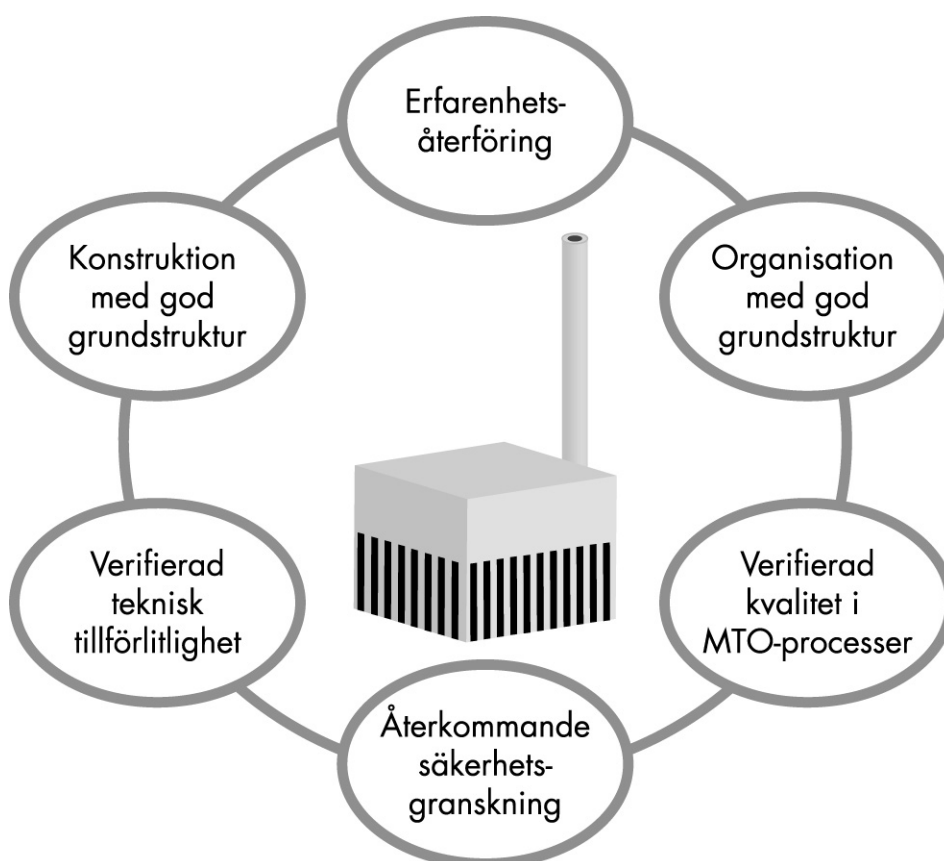 Erfarenhets-
återföring
Konstruktion
med god
grundstruktur
Organisation
med god
grundstruktur
Verifierad
teknisk
tillförlitlighet
Verifierad
kvalitet i
MTO-processer
Återkommande
säkerhets-
granskning